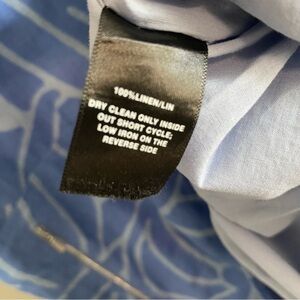 100%LINEN/LIN
DRY CLEAN ONLY INSIDE
OUT SHORT CYCLE;
LOW IRON ON THE
REVERSE SIDE